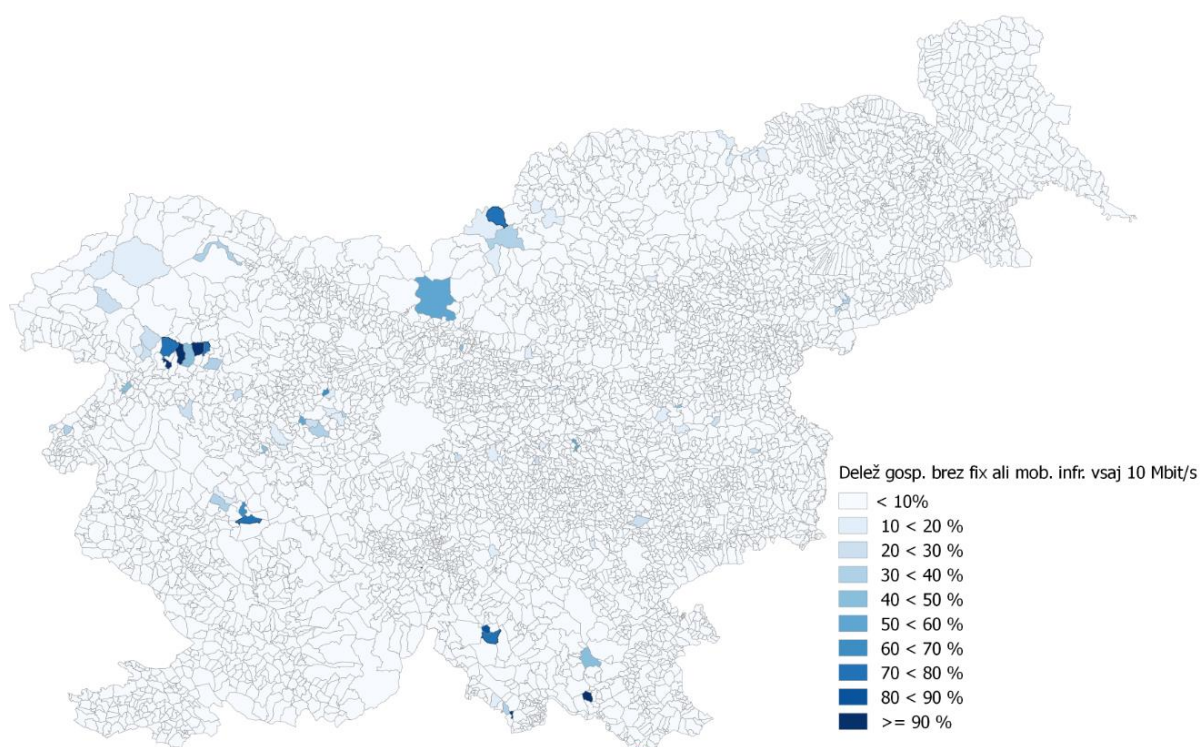 Delež gosp. brez fix ali mob. infr. vsaj 10 Mbit/s
< 10%
10 < 20 %
20 < 30 %
30 < 40 %
40 < 50 %
50 < 60 %
60 < 70 %
70 < 80 %
80 < 90 %
>= 90 %